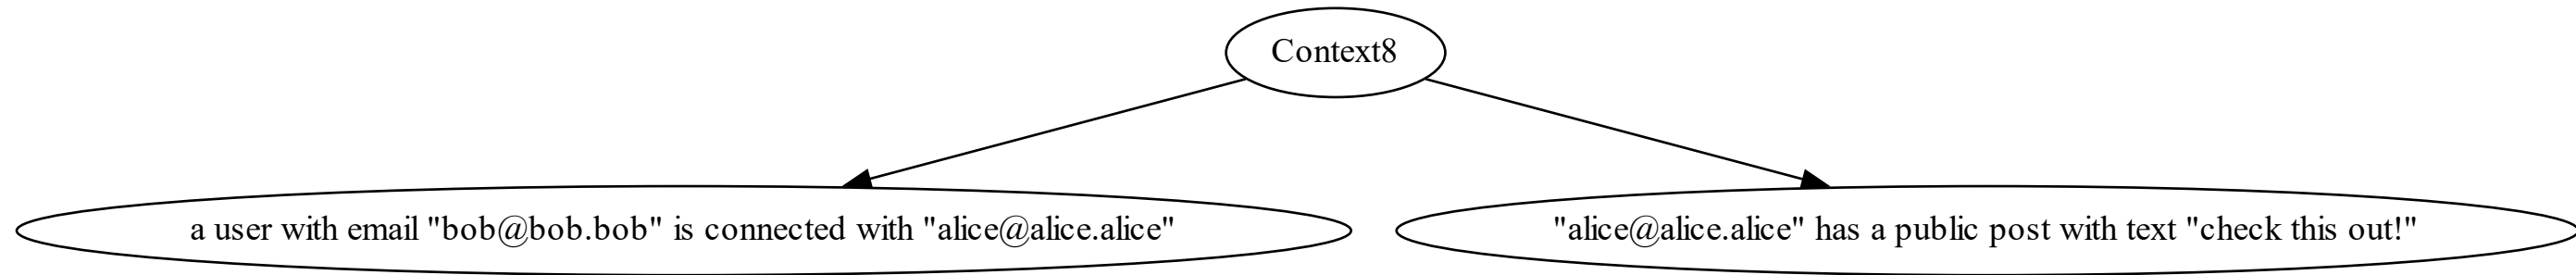 Context8
a user with email "bob@bob.bob" is connected with "alice@alice.alice"
"alice@alice.alice" has a public post with text "check this out!"